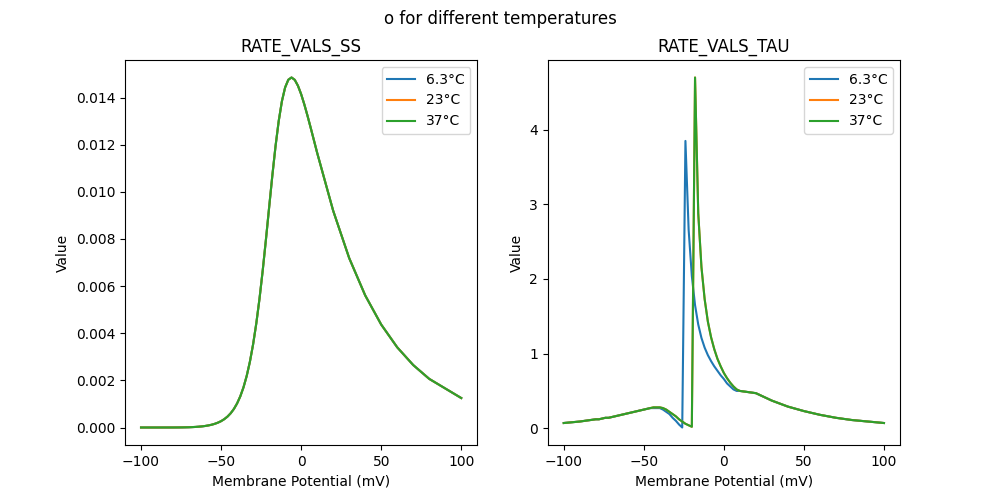 o for different temperatures
RATE_VALS_SS
RATE_VALS_TAU
6.3°C
23°C
37°C
6.3°C
23°C
37°C
Value
0.014
0.012
0.010
0.008
0.006
0.004
0.002
0.000
−100
−50
0
50
100
Membrane Potential (mV)
Value
4
3
2
1
0
−100
−50
0
50
100
Membrane Potential (mV)